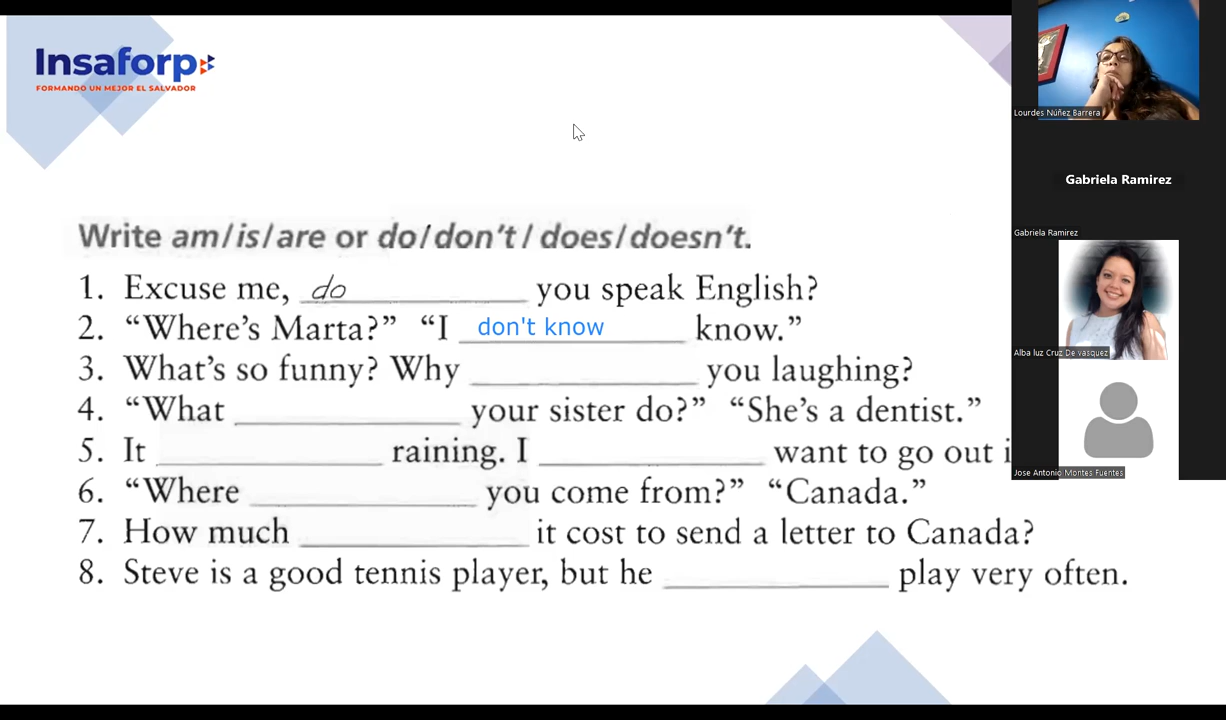 Insaforp
FORMANDO UN MEJOR EL SALVADOR
Write am/is/are or do/don't/does/doesn't.
1. Excuse me, do you speak English?
2. “Where's Marta?” “I don't know know.”
3. What's so funny? Why you laughing?
4. “What your sister do?” “She's a dentist.”
5. It raining. I want to go out i
6. “Where you come from?” “Canada.”
7. How much it cost to send a letter to Canada?
8. Steve is a good tennis player, but he play very often.
Lourdes Núñez Barrera
Gabriela Ramirez
Gabriela Ramirez
Alba luz Cruz De vasquez
Jose Antonio Montes Fuentes